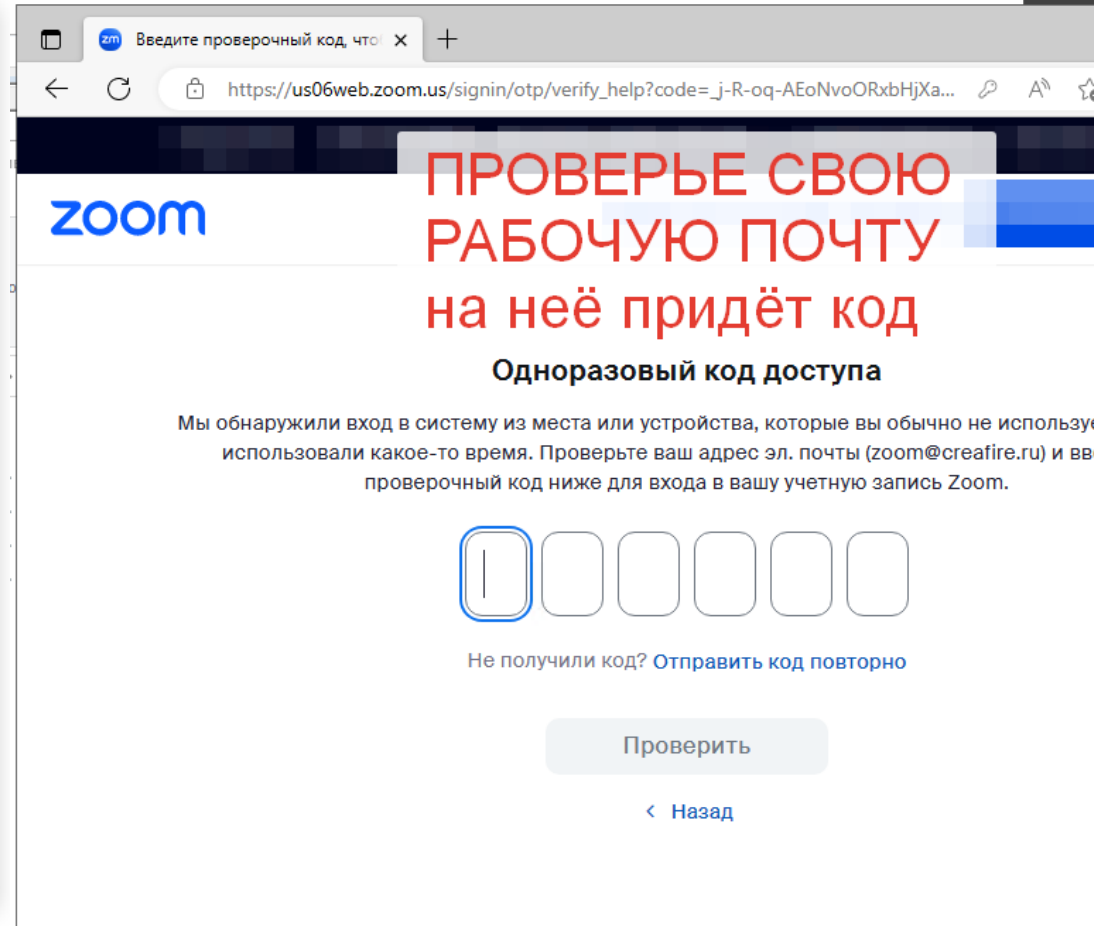 zm Введите проверочный код, что
https://us06web.zoom.us/signin/otp/verify_help?code=_j-R-oq-AEoNvoORxbHjXa...
ПРОВЕРЬЕ СВОЮ
РАБОЧУЮ ПОЧТУ
zoom
на неё придёт код
Одноразовый код доступа
Мы обнаружили вход в систему из места или устройства, которые вы обычно не
использовали какое-то время. Проверьте ваш адрес эл. почты (zoom@creafire.ru) и
проверочный код ниже для входа в вашу учетную запись Zoom.
Не получили код? Отправить код повторно
Проверить
< Назад